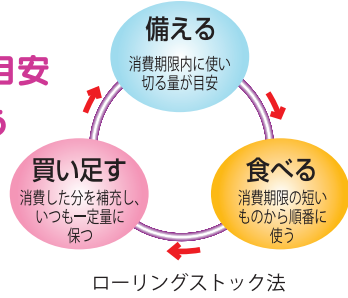 目安
う
備える
消費期限内に使い
切る量が目安
食べる
消費期限の短い
ものから順番に
使う
買い足す
消費した分を補充し、
いつも一定量に
保つ
ローリングストック法